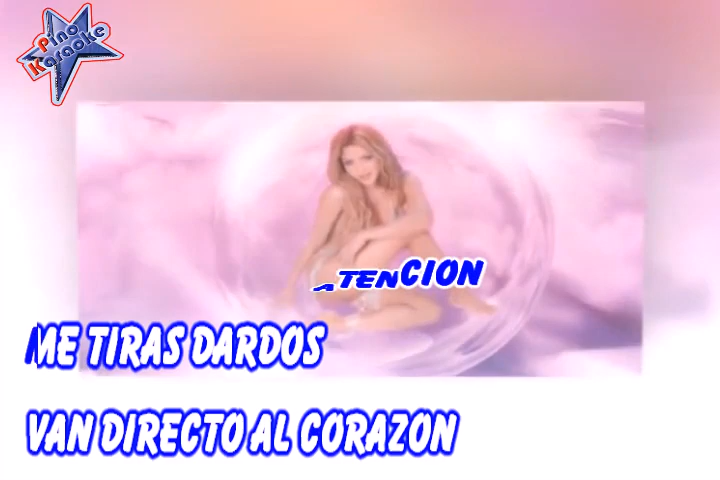 Pino
Karaoke
ATENCION
ME TIRAS DARDOS
VAN DIRECTO AL CORAZON